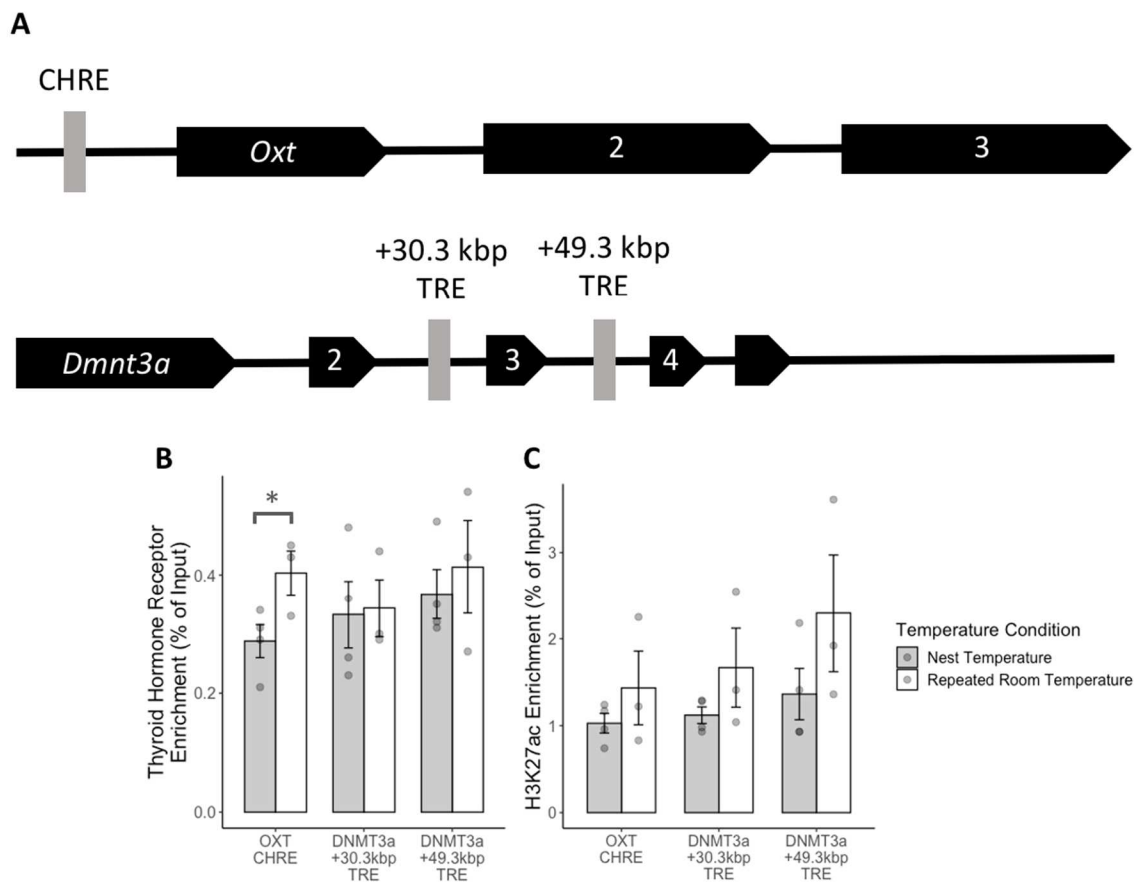 A
CHRE
Oxt
2
3
+30.3 kbp
TRE
+49.3 kbp
TRE
Dmnt3a
2
3
4
B
Thyroid Hormone Receptor
Enrichment (% of Input)
0.4
0.2
0.0
*
OXT
CHRE
DNMT3a
+30.3kbp
TRE
DNMT3a
+49.3kbp
TRE
C
H3K27ac Enrichment (% of Input)
3
2
1
0
OXT
CHRE
DNMT3a
+30.3kbp
TRE
DNMT3a
+49.3kbp
TRE
Temperature Condition
Nest Temperature
Repeated Room Temperature